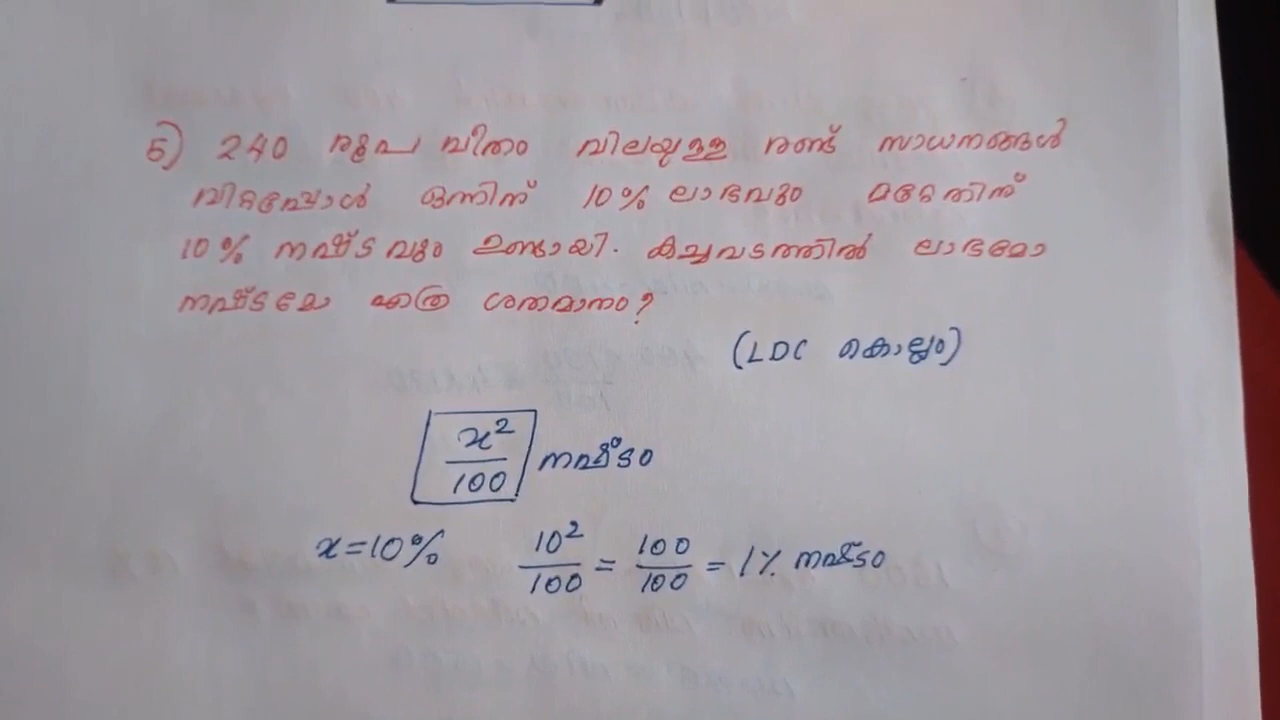 5) 240 രൂപ വീതം വിലയുള്ള രണ്ട് സാധനങ്ങൾ
വിറ്റപ്പോൾ ഒന്നിന് 10% ലാഭവും മറ്റേതിന്
10% നഷ്ടവും ഉണ്ടായി. കച്ചവടത്തിൽ ലാഭമോ
നഷ്ടമോ എത്ര ശതമാനം?
(LDC കൊല്ലം)
x²/100 നഷ്ടം
x=10% 10²/100 = 100/100 = 1% നഷ്ടം